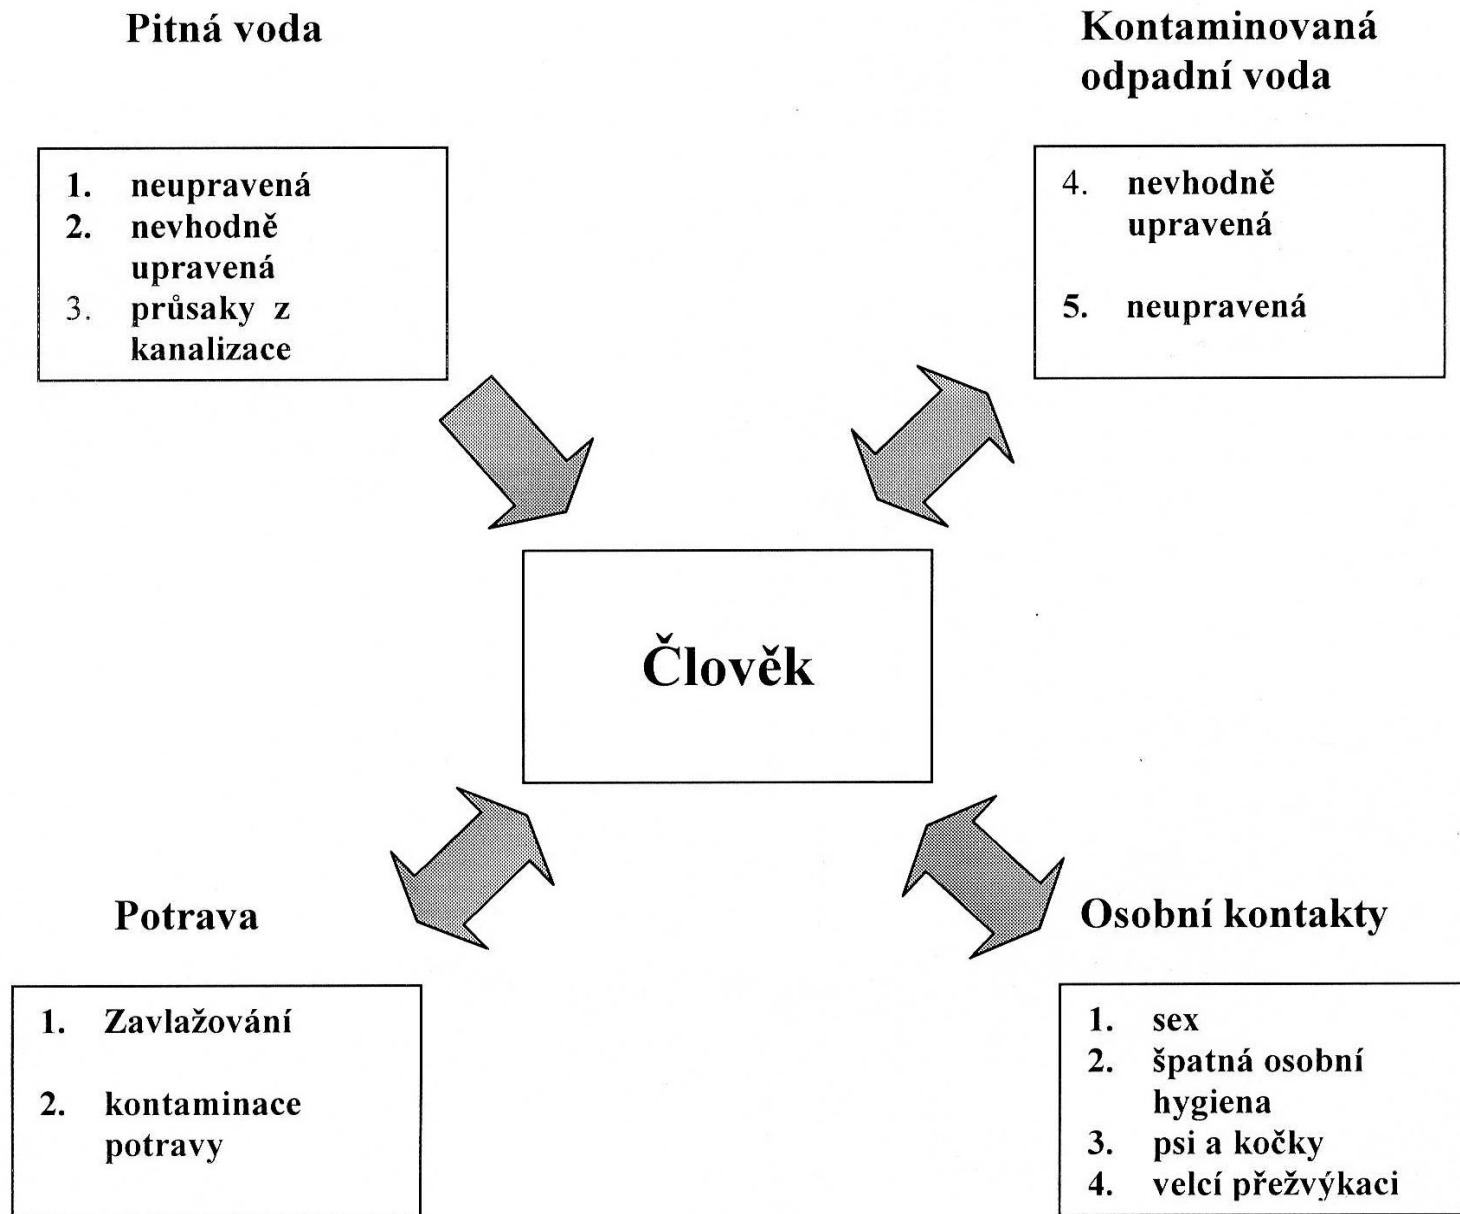 Pitná voda
1. neupravená
2. nevhodně
upravená
3. průsaky z
kanalizace
Kontaminovaná
odpadní voda
4. nevhodně
upravená
5. neupravená
Člověk
Potrava
1. Zavlažování
2. kontaminace
potravy
Osobní kontakty
1. sex
2. špatná osobní
hygiena
3. psi a kočky
4. velcí přežvýkaci